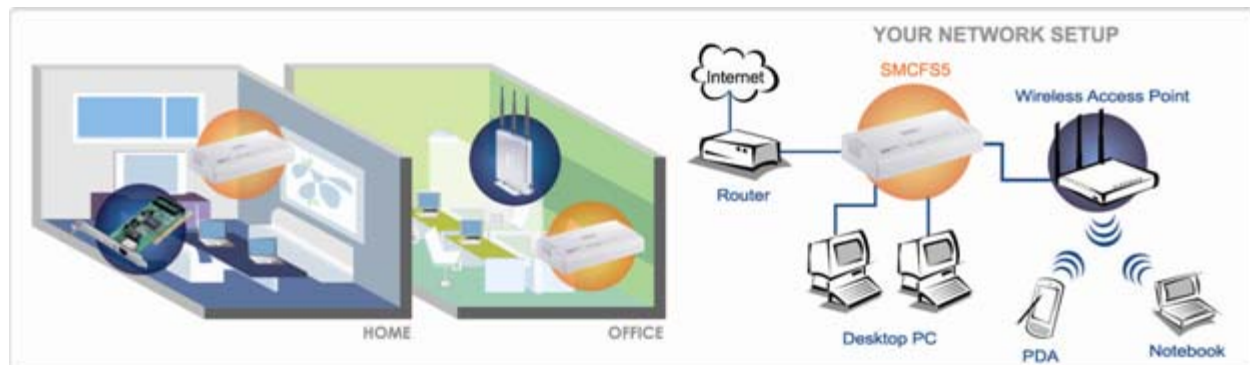 YOUR NETWORK SETUP
SMCFS5
Internet
Wireless Access Point
Router
HOME
OFFICE
Desktop PC
PDA
Notebook